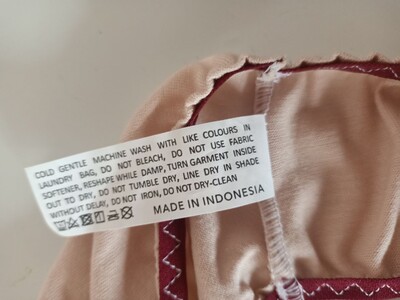 COLD GENTLE MACHINE WASH WITH LIKE COLOURS IN
LAUNDRY BAG, DO NOT BLEACH, DO NOT USE FABRIC
SOFTENER, RESHAPE WHILE DAMP, TURN GARMENT INSIDE
OUT TO DRY, DO NOT TUMBLE DRY, LINE DRY IN SHADE
WITHOUT DELAY, DO NOT IRON, DO NOT DRY-CLEAN
MADE IN INDONESIA